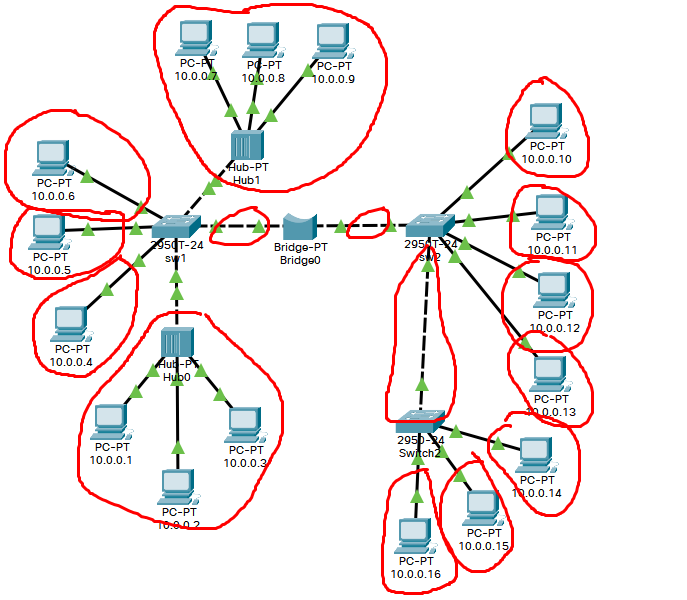 PC-PT
10.0.0.7
PC-PT
10.0.0.8
PC-PT
10.0.0.9
Hub-PT
Hub1
PC-PT
10.0.0.10
PC-PT
10.0.0.6
PC-PT
10.0.0.5
2950T-24
sw1
Bridge-PT
Bridge0
2950T-24
sw2
PC-PT
10.0.0.11
PC-PT
10.0.0.12
PC-PT
10.0.0.4
Hub-PT
Hub0
PC-PT
10.0.0.13
PC-PT
10.0.0.1
PC-PT
10.0.0.3
2950-24
Switch2
PC-PT
10.0.0.14
PC-PT
10.0.0.2
PC-PT
10.0.0.15
PC-PT
10.0.0.16